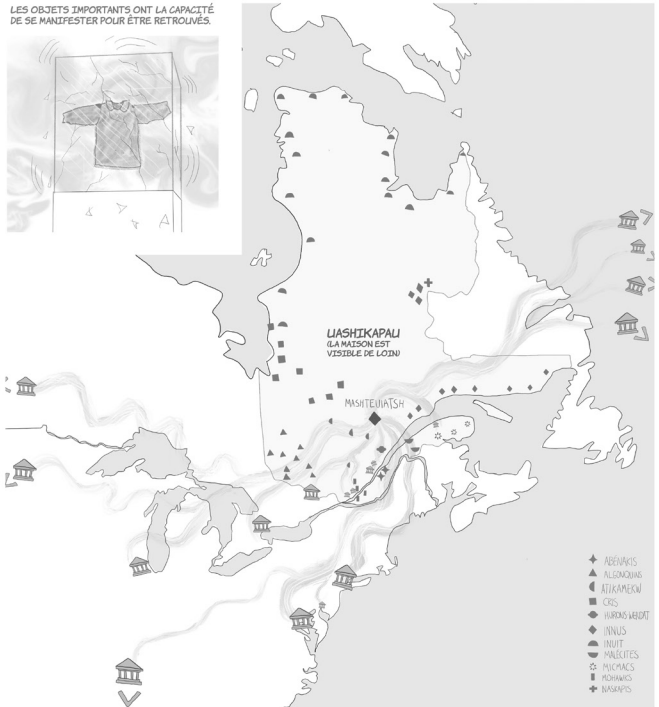 LES OBJETS IMPORTANTS ONT LA CAPACITÉ
DE SE MANIFESTER POUR ÊTRE RETROUVÉS.
UASHIKAPAU
(LA MAISON EST
VISIBLE DE LOIN)
MASHTEUIATSH
ABÉNAKIS
ALGONQUINS
ATIKAMEKW
CRIS
HURONS-WENDAT
INNUS
INUIT
MALÉCITES
MICMACS
MOHAWKS
NASKAPIS